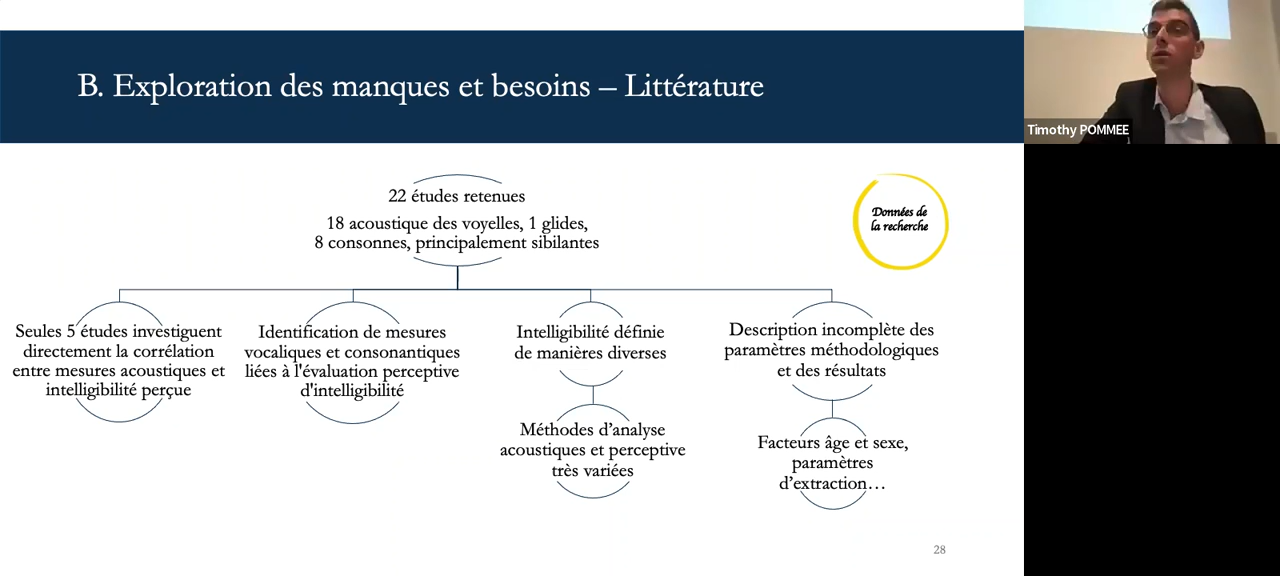 B. Exploration des manques et besoins – Littérature
Timothy POMMEE
22 études retenues
18 acoustique des voyelles, 1 glides,
8 consonnes, principalement sibilantes
Données de
la recherche
Seules 5 études investiguent
directement la corrélation
entre mesures acoustiques et
intelligibilité perçue
Identification de mesures
vocaliques et consonantiques
liées à l'évaluation perceptive
d'intelligibilité
Intelligibilité définie
de manières diverses
Méthodes d’analyse
acoustiques et perceptive
très variées
Description incomplète des
paramètres méthodologiques
et des résultats
Facteurs âge et sexe,
paramètres
d’extraction…
28